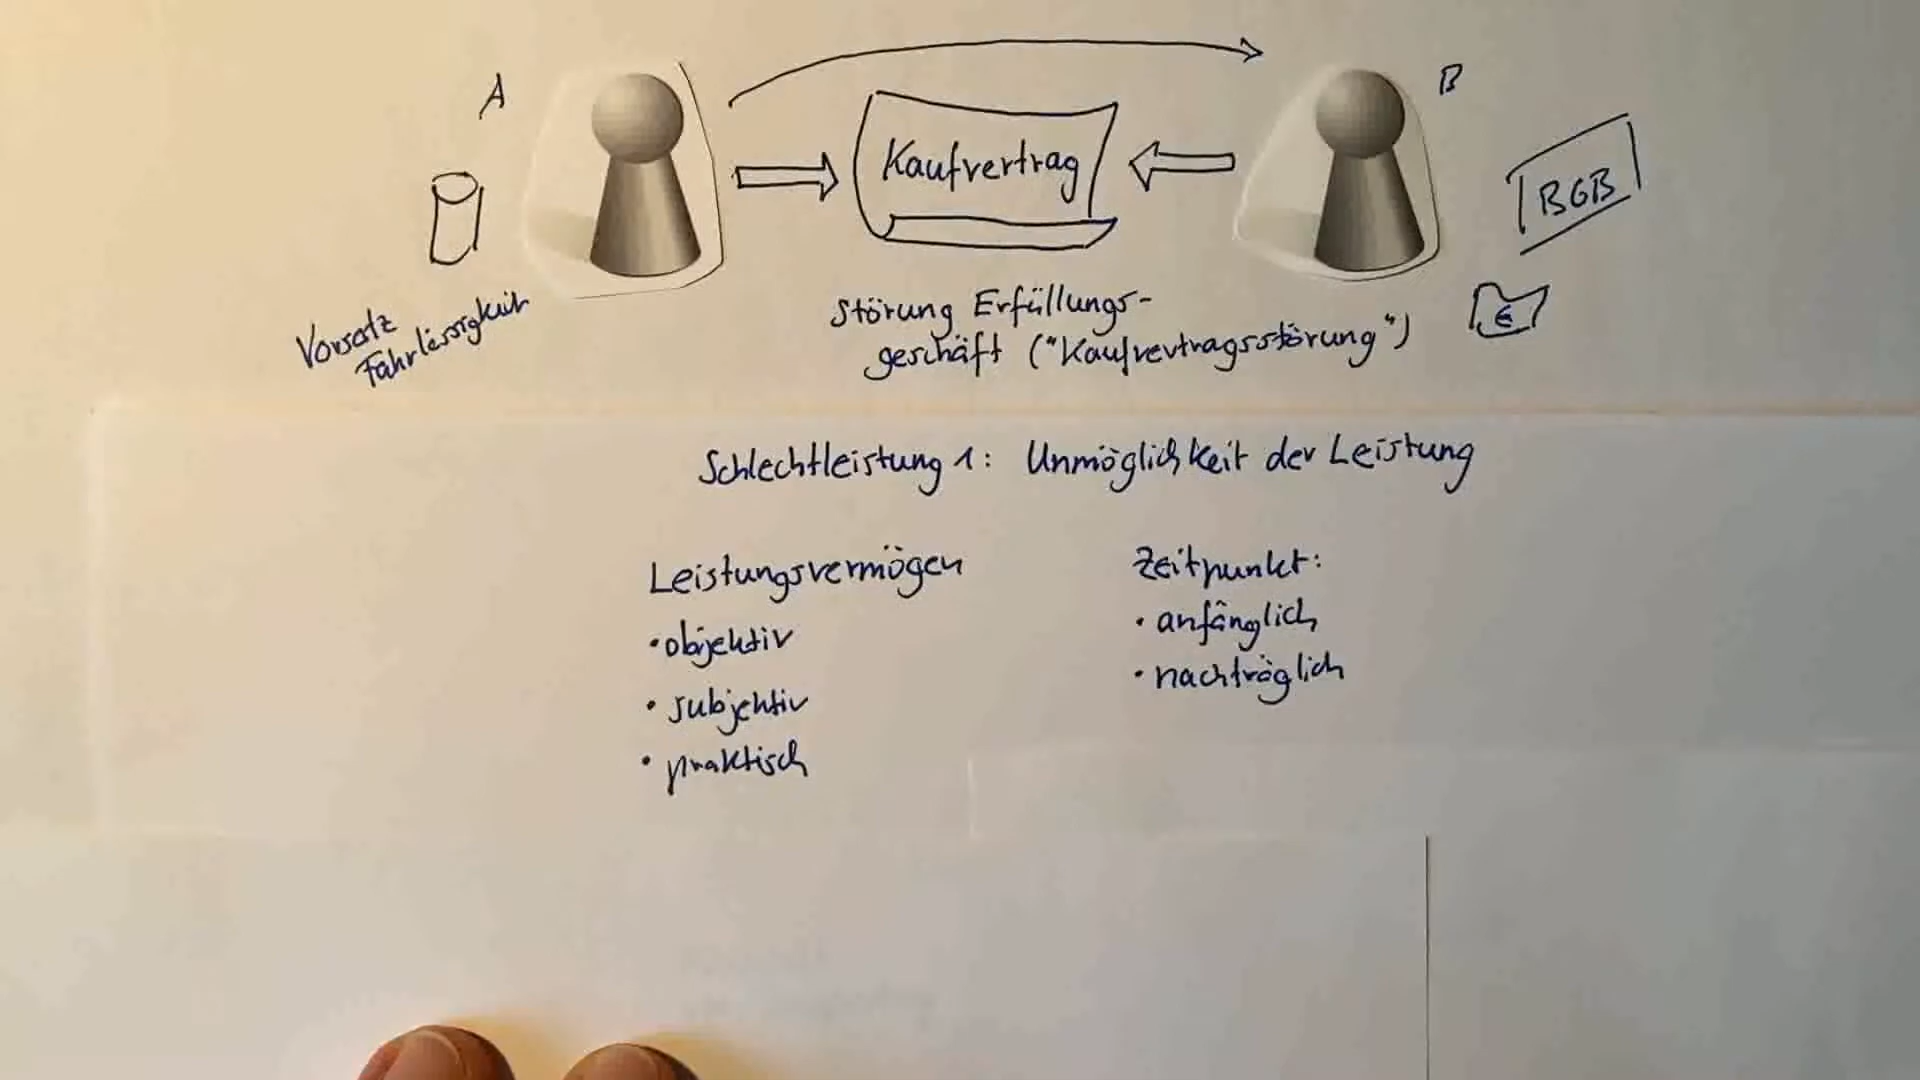 A
B
Kaufvertrag
BGB
Vorsatz
Fahrlässigkeit
Störung Erfüllungs-
geschäft ("Kaufvertragsstörung")
€
Schlechtleistung 1: Unmöglichkeit der Leistung
Leistungsvermögen
• objektiv
• subjektiv
• praktisch
Zeitpunkt:
• anfänglich
• nachträglich